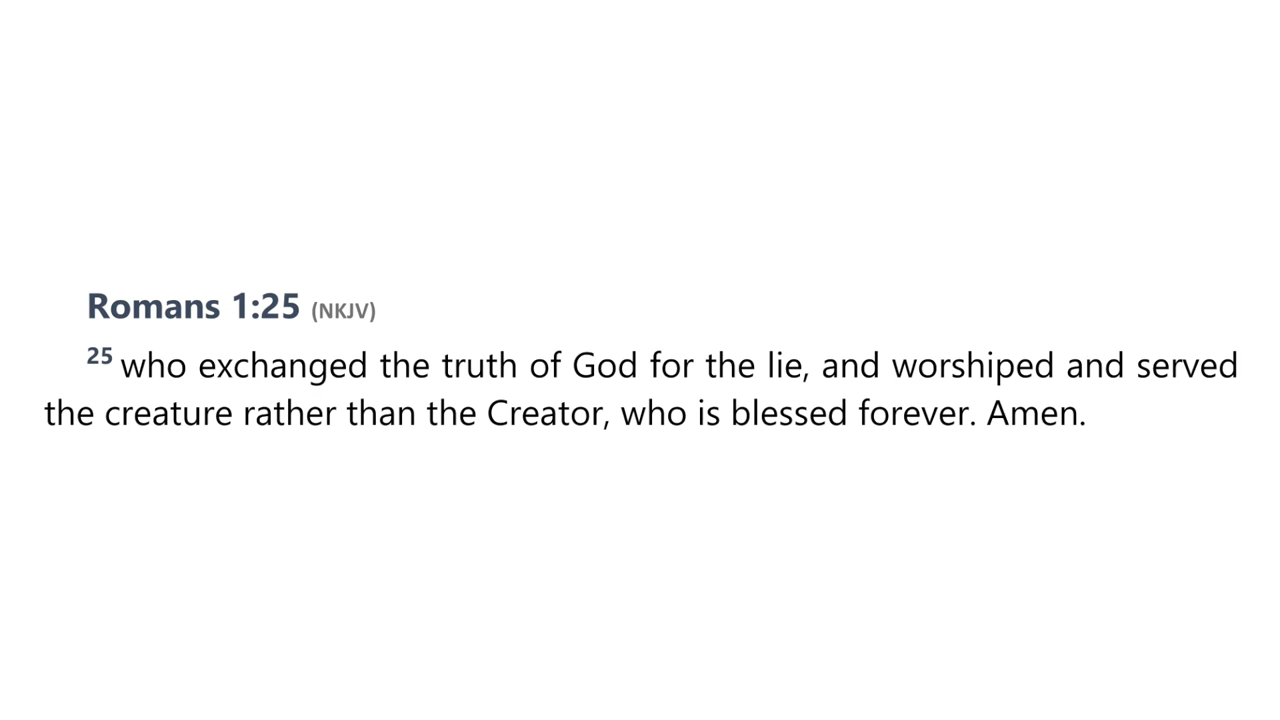 Romans 1:25 (NKJV)
25 who exchanged the truth of God for the lie, and worshiped and served
the creature rather than the Creator, who is blessed forever. Amen.